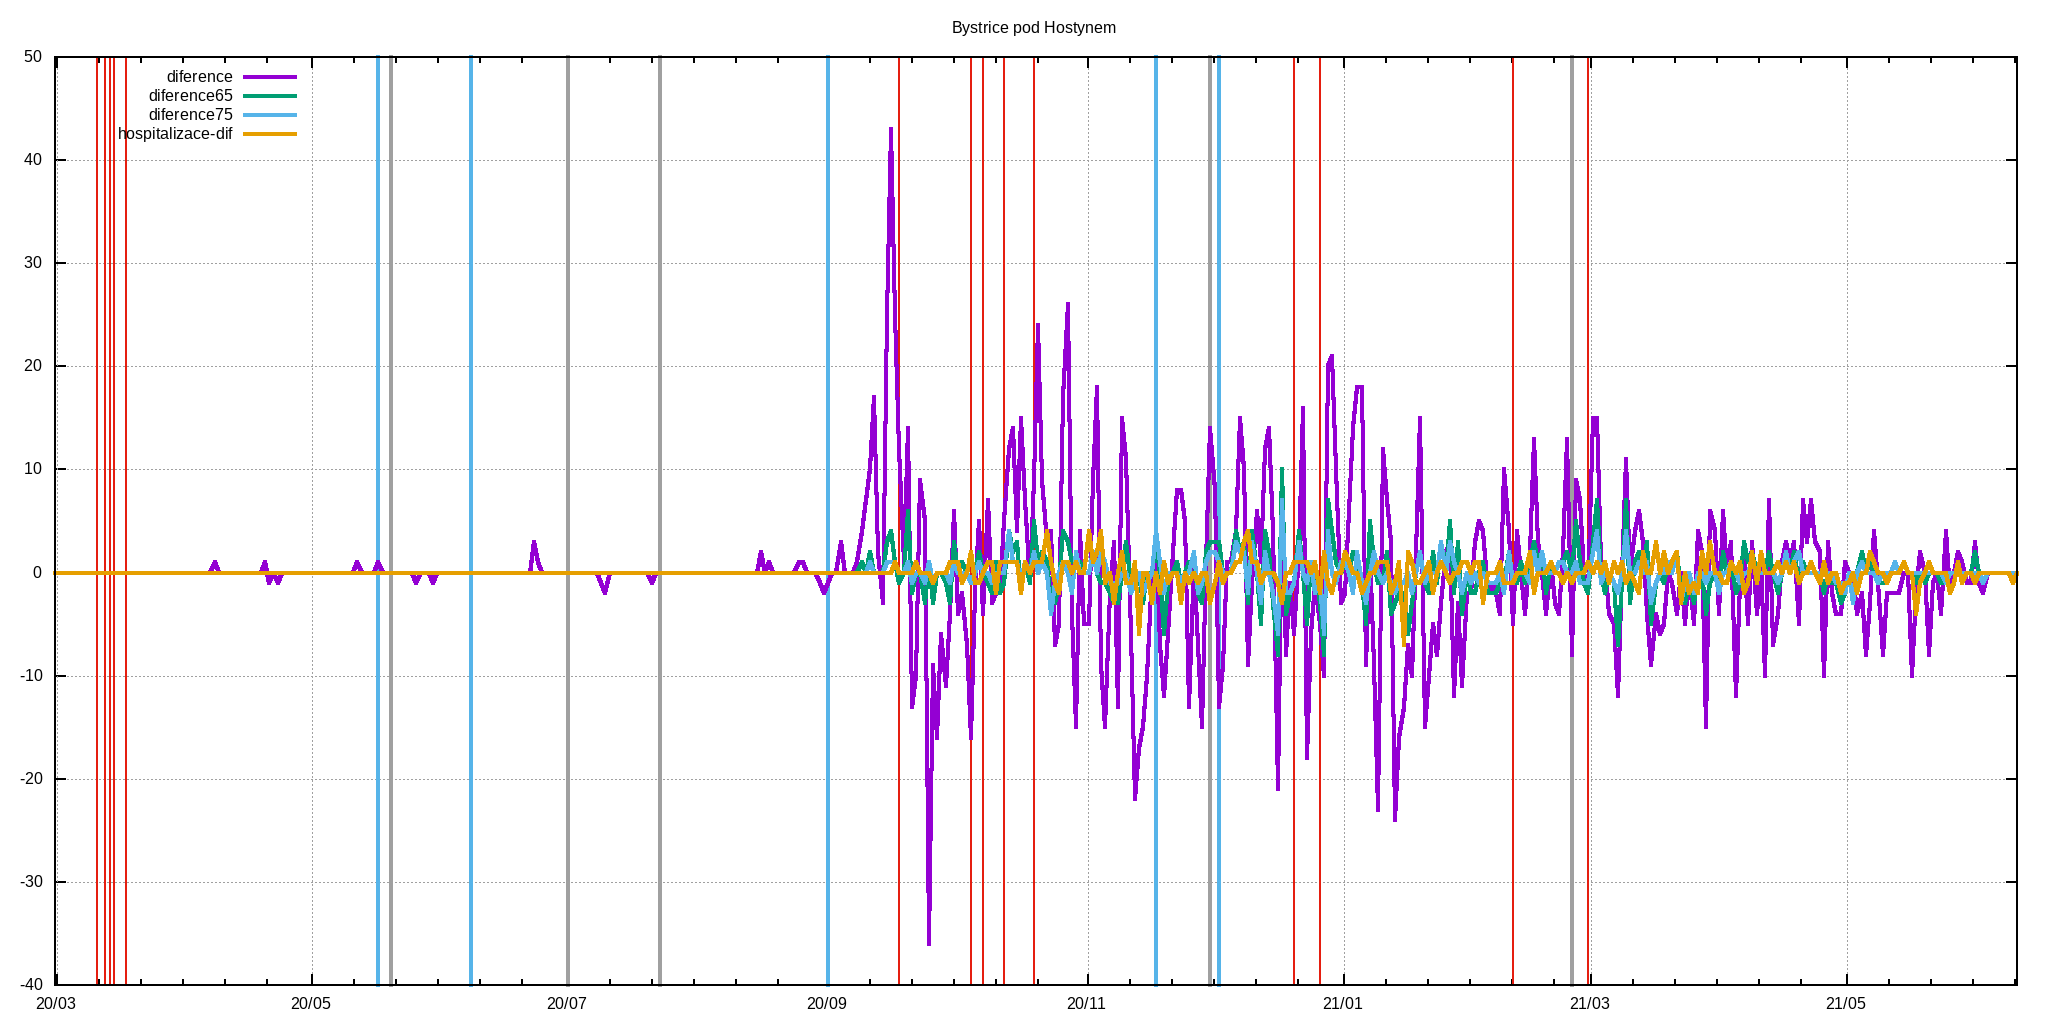 Bystrice pod Hostynem
diference
diference65
diference75
hospitalizace-dif
50
40
30
20
10
0
-10
-20
-30
-40
20/03 20/05 20/07 20/09 20/11 21/01 21/03 21/05